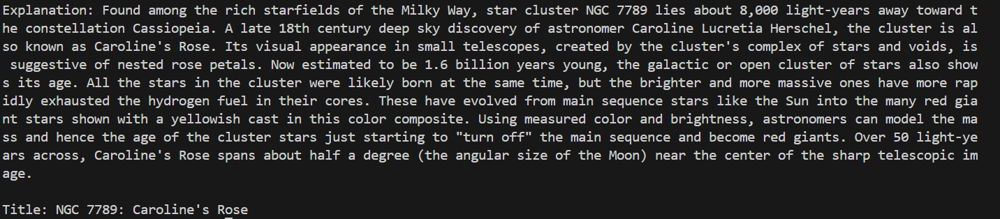 Explanation: Found among the rich starfields of the Milky Way, star cluster NGC 7789 lies about 8,000 light-years away toward t
he constellation Cassiopeia. A late 18th century deep sky discovery of astronomer Caroline Lucretia Herschel, the cluster is al
so known as Caroline's Rose. Its visual appearance in small telescopes, created by the cluster's complex of stars and voids, is
 suggestive of nested rose petals. Now estimated to be 1.6 billion years young, the galactic or open cluster of stars also show
s its age. All the stars in the cluster were likely born at the same time, but the brighter and more massive ones have more rap
idly exhausted the hydrogen fuel in their cores. These have evolved from main sequence stars like the Sun into the many red gia
nt stars shown with a yellowish cast in this color composite. Using measured color and brightness, astronomers can model the ma
ss and hence the age of the cluster stars just starting to "turn off" the main sequence and become red giants. Over 50 light-ye
ars across, Caroline's Rose spans about half a degree (the angular size of the Moon) near the center of the sharp telescopic im
age.

Title: NGC 7789: Caroline's Rose